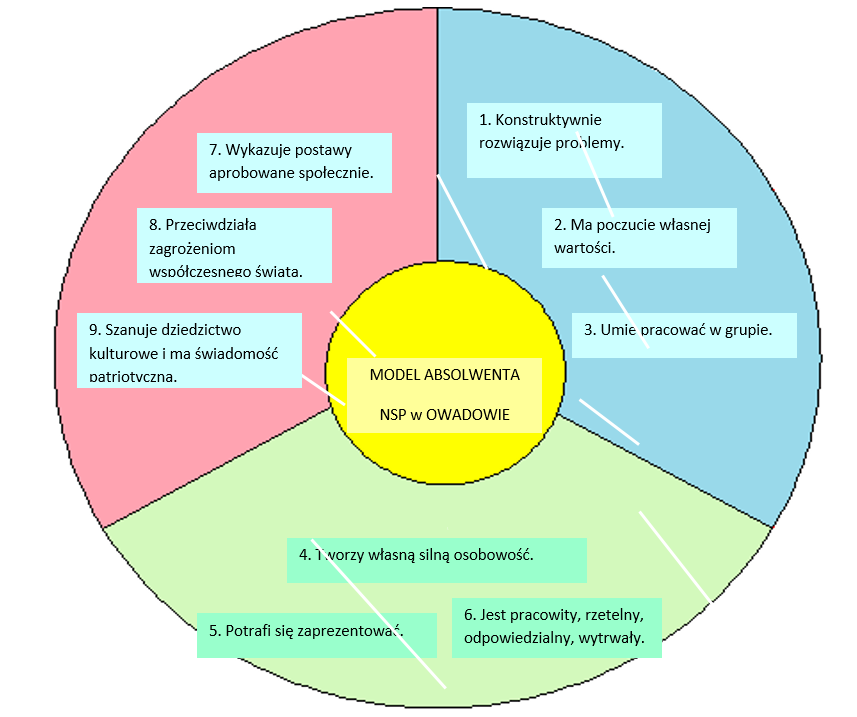 1. Konstruktywnie
rozwiązuje problemy.
2. Ma poczucie własnej
wartości.
3. Umie pracować w grupie.
4. Tworzy własną silną osobowość.
5. Potrafi się zaprezentować.
6. Jest pracowity, rzetelny,
odpowiedzialny, wytrwały.
7. Wykazuje postawy
aprobowane społecznie.
8. Przeciwdziała
zagrożeniom
współczesnego świata.
9. Szanuje dziedzictwo
kulturowe i ma świadomość
patriotyczną.
MODEL ABSOLWENTA
NSP w OWADOWIE